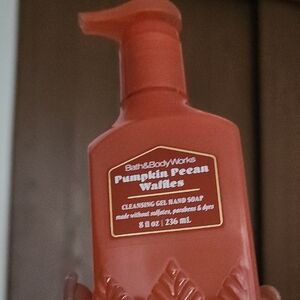 Bath&BodyWorks
Pumpkin Pecan
Waffles
CLEANSING GEL HAND SOAP
made without sulfates, parabens & dyes
8 fl oz | 236 mL